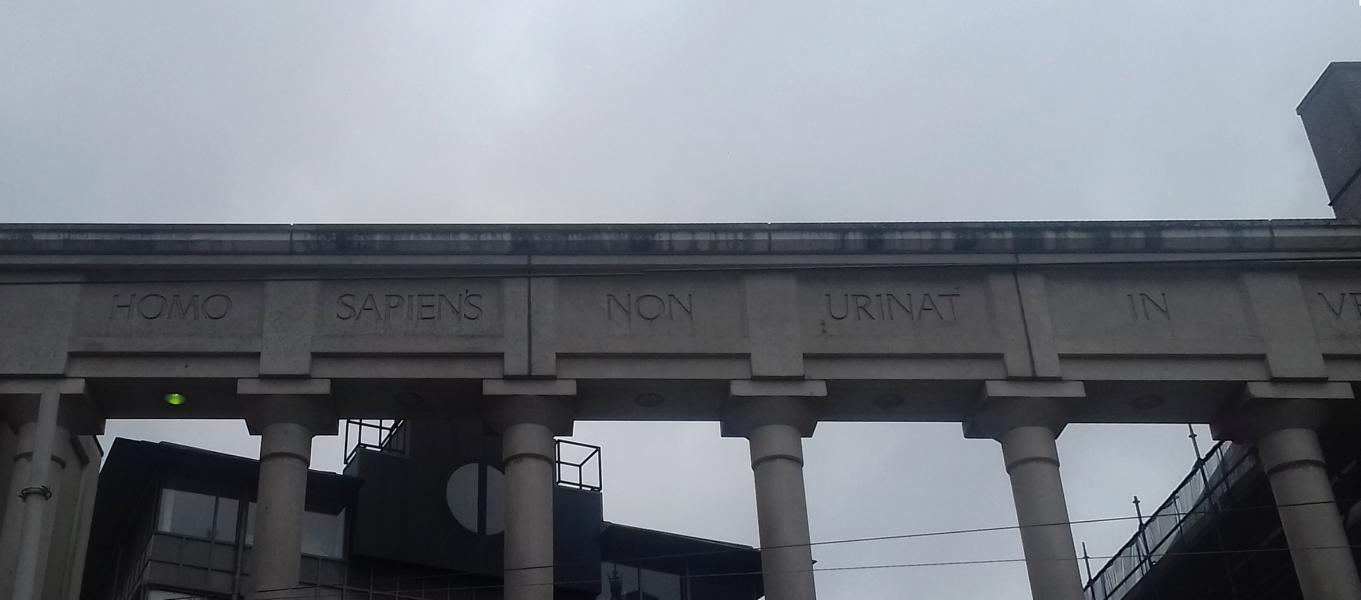 HOMO SAPIENS NON URINAT IN